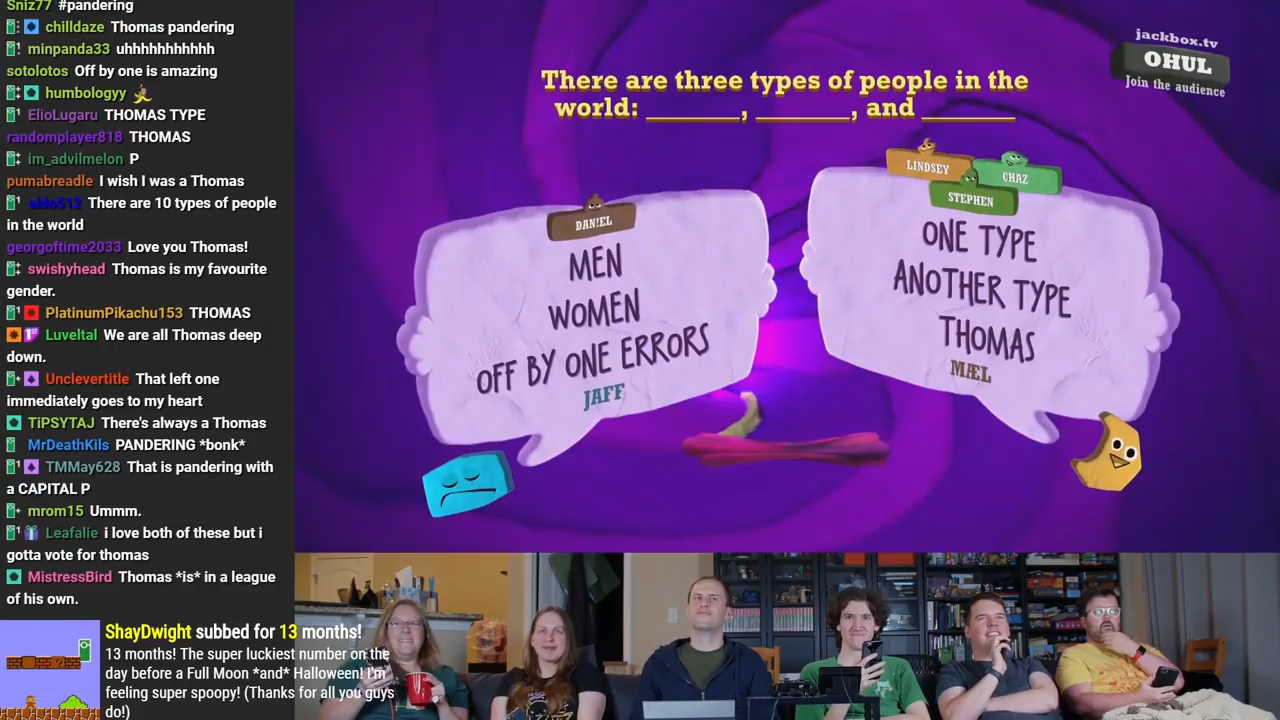 Sniz77 #pandering
chilldaze Thomas pandering
minpanda33 uhhhhhhhhhhh
sotolotos Off by one is amazing
humbologyy
ElioLugaru THOMAS TYPE
randomplayer818 THOMAS
im_advilmelon P
pumabreadle I wish I was a Thomas
aldo512 There are 10 types of people
in the world
georgoftime2033 Love you Thomas!
swishyhead Thomas is my favourite
gender.
PlatinumPikachu153 THOMAS
Luveltal We are all Thomas deep
down.
Unclevertitle That left one
immediately goes to my heart
TiPSYTAJ There's always a Thomas
MrDeathKils PANDERING *bonk*
TMMay628 That is pandering with
a CAPITAL P
mrom15 Ummm.
Leafalie i love both of these but i
gotta vote for thomas
MistressBird Thomas *is* in a league
of his own.
ShayDwight subbed for 13 months!
13 months! The super luckiest number on the
day before a Full Moon *and* Halloween! I'm
feeling super spoopy! (Thanks for all you guys
do!)
jackbox.tv
OHUL
Join the audience
There are three types of people in the
world: _______, _______, and _______
DAN!EL
MEN
WOMEN
OFF BY ONE ERRORS
JAFF
LINDSEY
CHAZ
STEPHEN
ONE TYPE
ANOTHER TYPE
THOMAS
MÆL